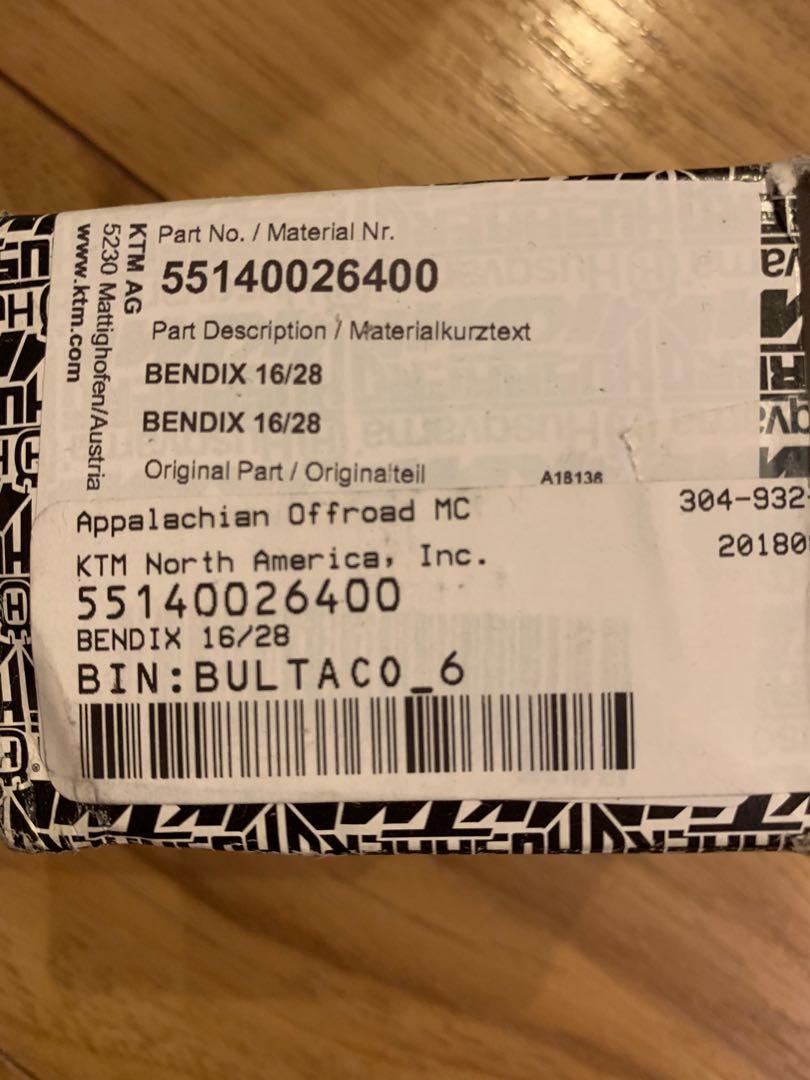 Part No. / Material Nr.
55140026400
Part Description / Materialkurztext
BENDIX 16/28
BENDIX 16/28
Original Part / Originalteil
A18136
KTM AG
5230 Mattighofen/Austria
www.ktm.com
Appalachian Offroad MC
304-932-
KTM North America, Inc.
20180
55140026400
BENDIX 16/28
BIN:BULTACO_6